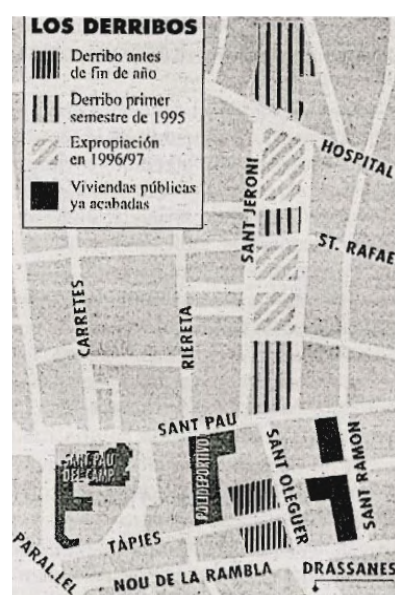 LOS DERRIBOS
Derribo antes
de fin de año
Derribo primer
semestre de 1995
Expropiación
en 1996/97
Viviendas públicas
ya acabadas
HOSPITAL
SANT JERONI
ST. RAFAE
CARRETES
RIERETA
SANT PAU
SANT PAU
DEL CAMP
POLIDEPORTIVO
SANT OLEGUER
SANT RAMON
PARAL.LEL
TÀPIES
NOU DE LA RAMBLA
DRASSANES